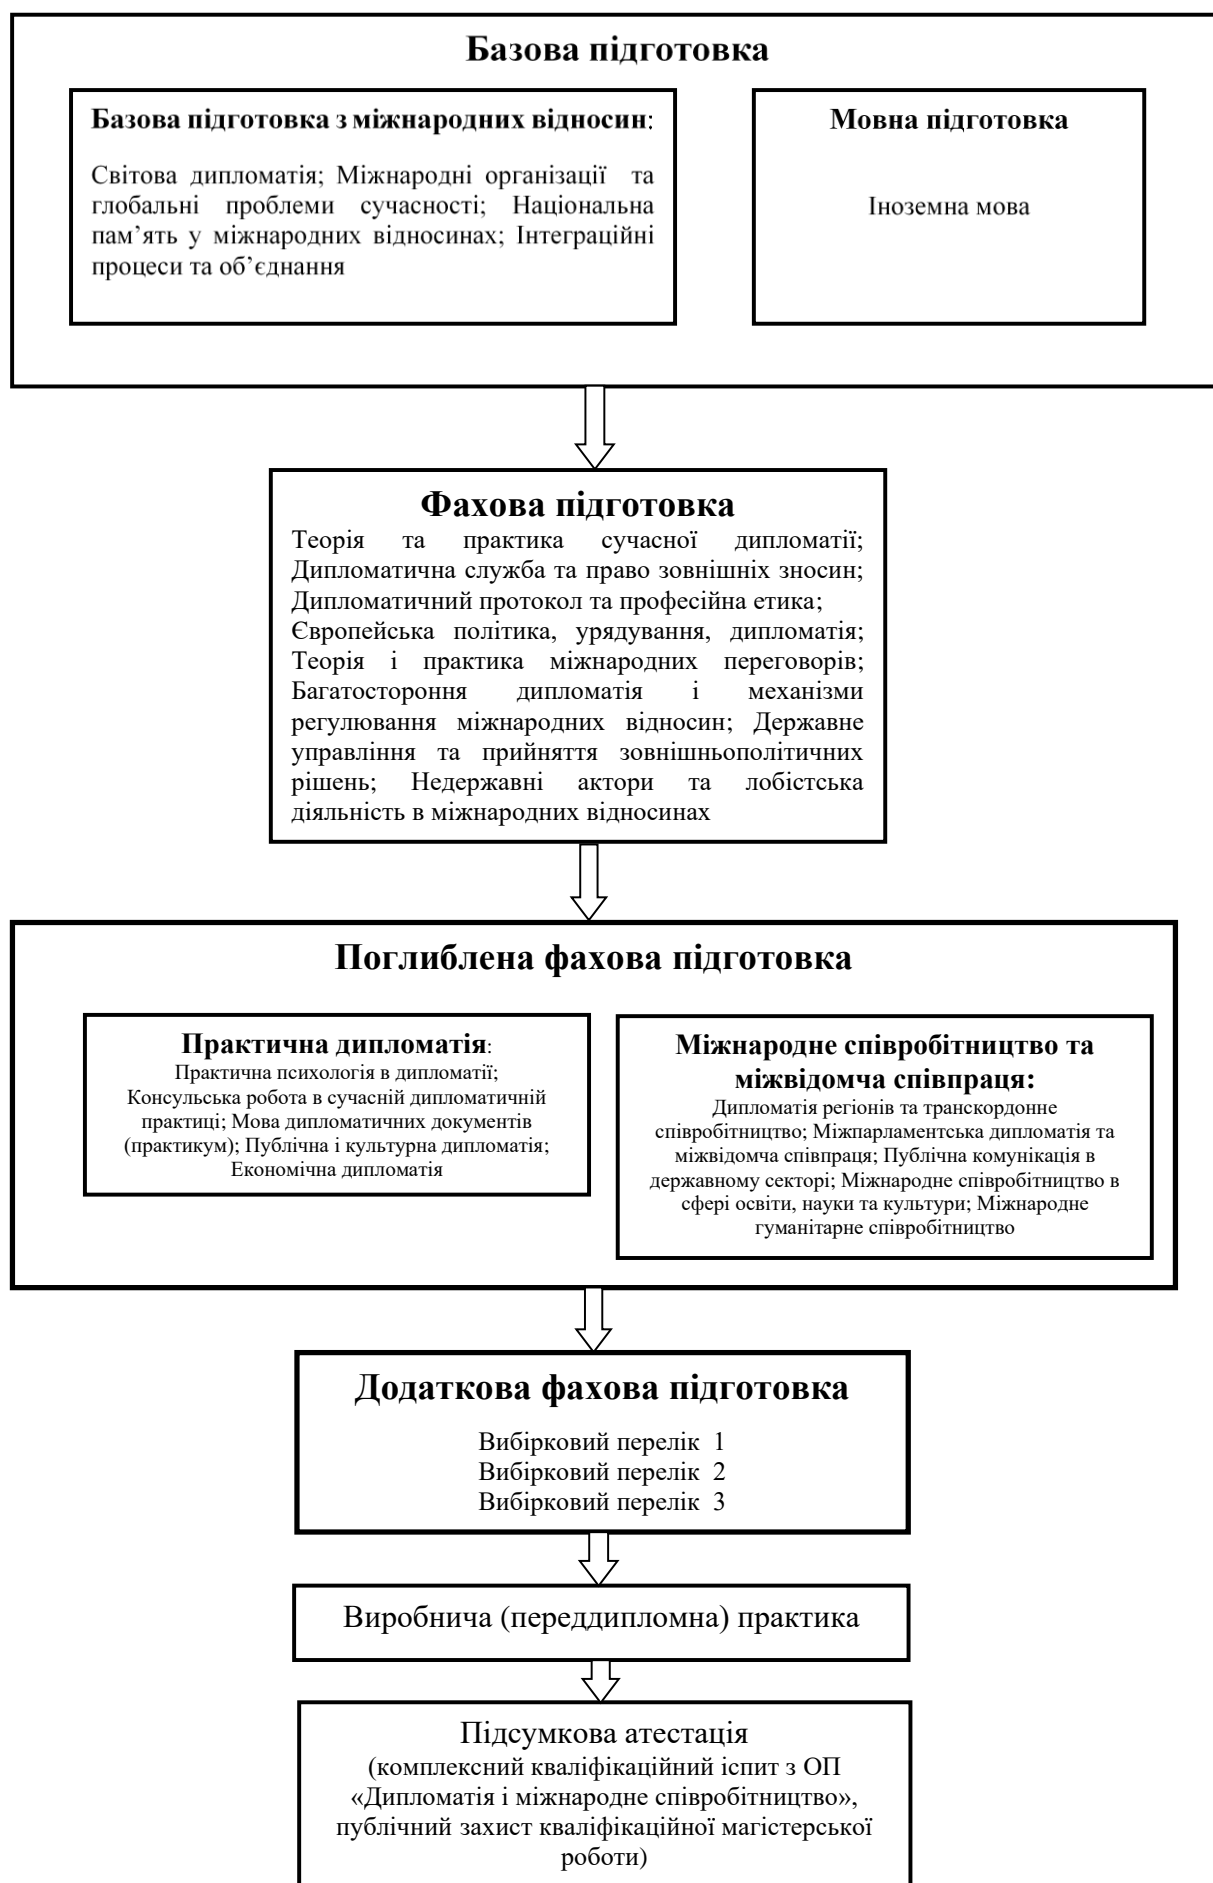 Базова підготовка
Базова підготовка з міжнародних відносин:
Світова дипломатія; Міжнародні організації та
глобальні проблеми сучасності; Національна
пам’ять у міжнародних відносинах; Інтеграційні
процеси та об’єднання
Мовна підготовка
Іноземна мова
Фахова підготовка
Теорія та практика сучасної дипломатії;
Дипломатична служба та право зовнішніх зносин;
Дипломатичний протокол та професійна етика;
Європейська політика, урядування, дипломатія;
Теорія і практика міжнародних переговорів;
Багатостороння дипломатія і механізми
регулювання міжнародних відносин; Державне
управління та прийняття зовнішньополітичних
рішень; Недержавні актори та лобістська
діяльність в міжнародних відносинах
Поглиблена фахова підготовка
Практична дипломатія:
Практична психологія в дипломатії;
Консульська робота в сучасній дипломатичній
практиці; Мова дипломатичних документів
(практикум); Публічна і культурна дипломатія;
Економічна дипломатія
Міжнародне співробітництво та
міжвідомча співпраця:
Дипломатія регіонів та транскордонне
співробітництво; Міжпарламентська дипломатія та
міжвідомча співпраця; Публічна комунікація в
державному секторі; Міжнародне співробітництво в
сфері освіти, науки та культури; Міжнародне
гуманітарне співробітництво
Додаткова фахова підготовка
Вибірковий перелік 1
Вибірковий перелік 2
Вибірковий перелік 3
Виробнича (переддипломна) практика
Підсумкова атестація
(комплексний кваліфікаційний іспит з ОП
«Дипломатія і міжнародне співробітництво»,
публічний захист кваліфікаційної магістерської
роботи)